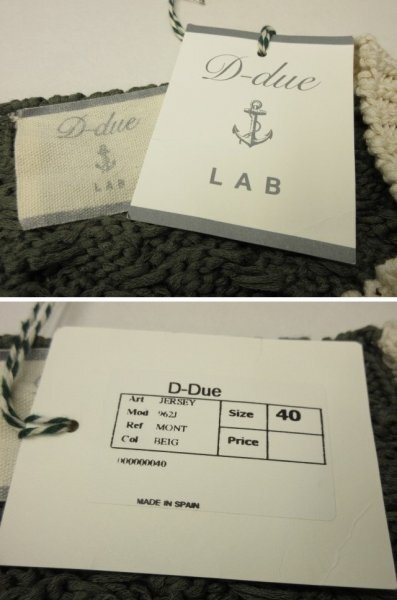 D-due
LAB
D-due
LAB
D-Due
Art JERSEY
Mod 962J
Ref MONT
Col BEIG
Size 40
Price
000000040
MADE IN SPAIN